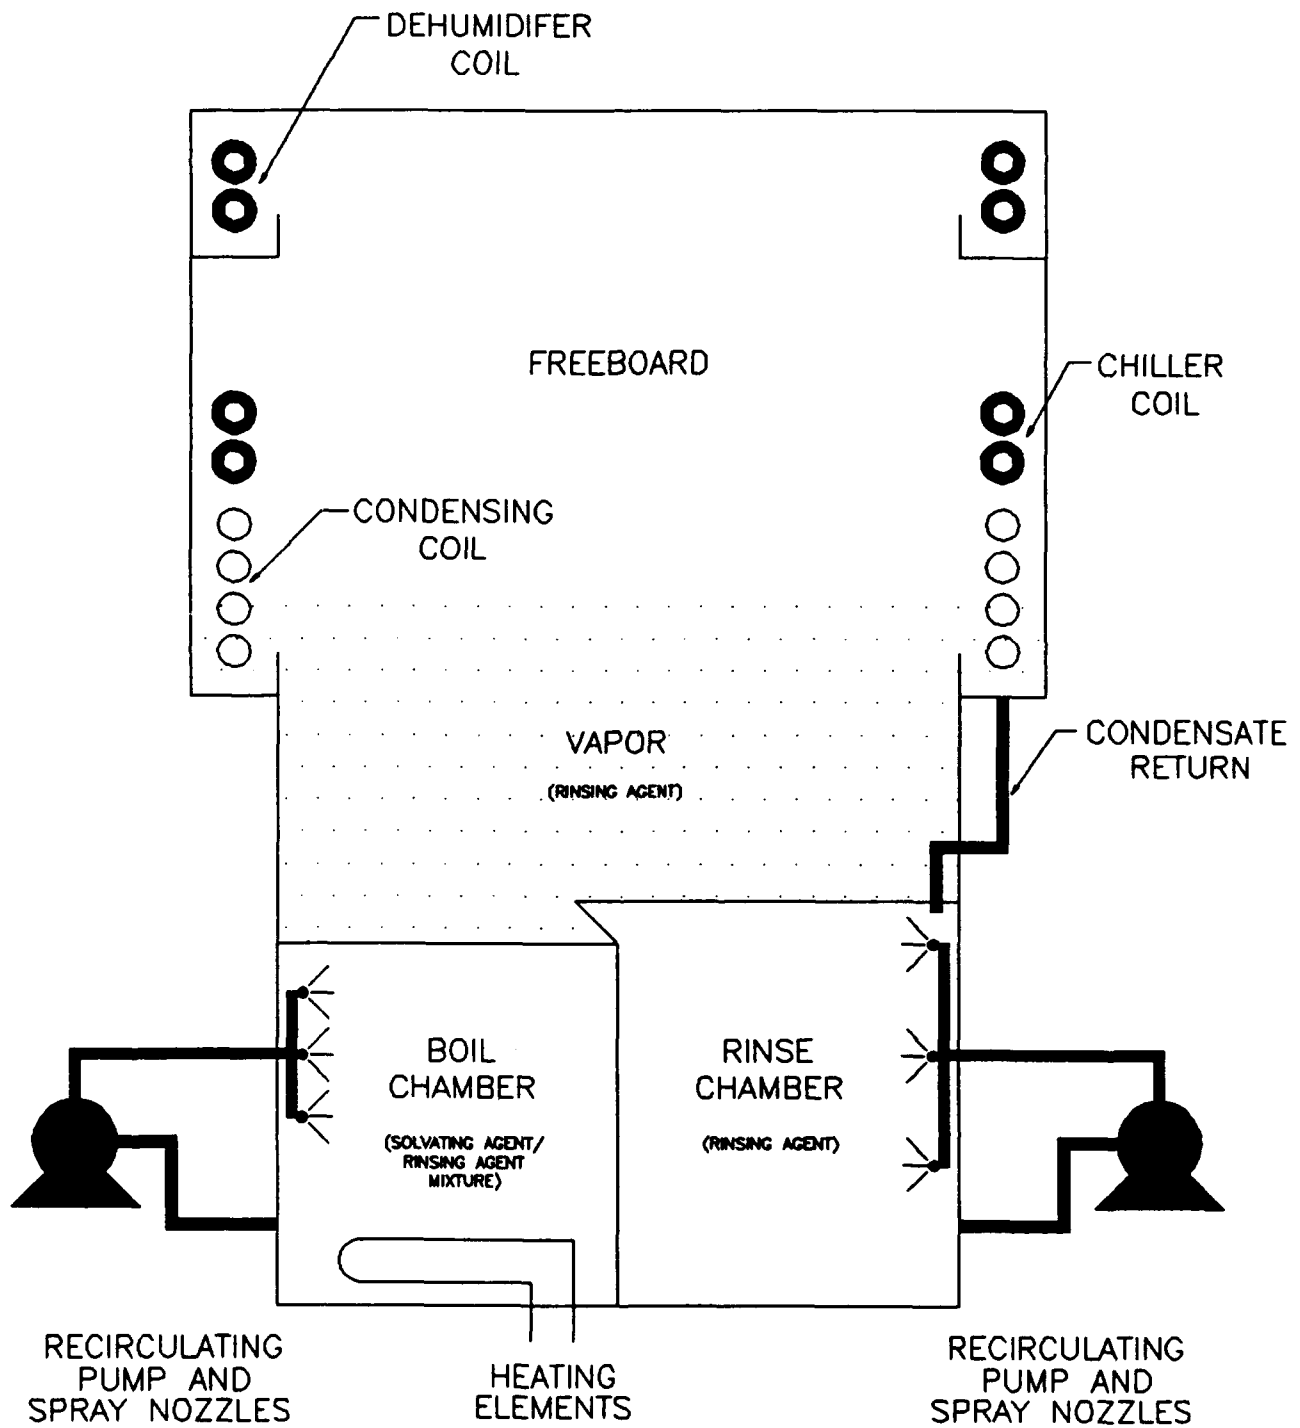 DEHUMIDIFER
COIL
FREEBOARD
CHILLER
COIL
CONDENSING
COIL
VAPOR
(RINSING AGENT)
CONDENSATE
RETURN
BOIL
CHAMBER
(SOLVATING AGENT/
RINSING AGENT
MIXTURE)
RINSE
CHAMBER
(RINSING AGENT)
RECIRCULATING
PUMP AND
SPRAY NOZZLES
HEATING
ELEMENTS
RECIRCULATING
PUMP AND
SPRAY NOZZLES